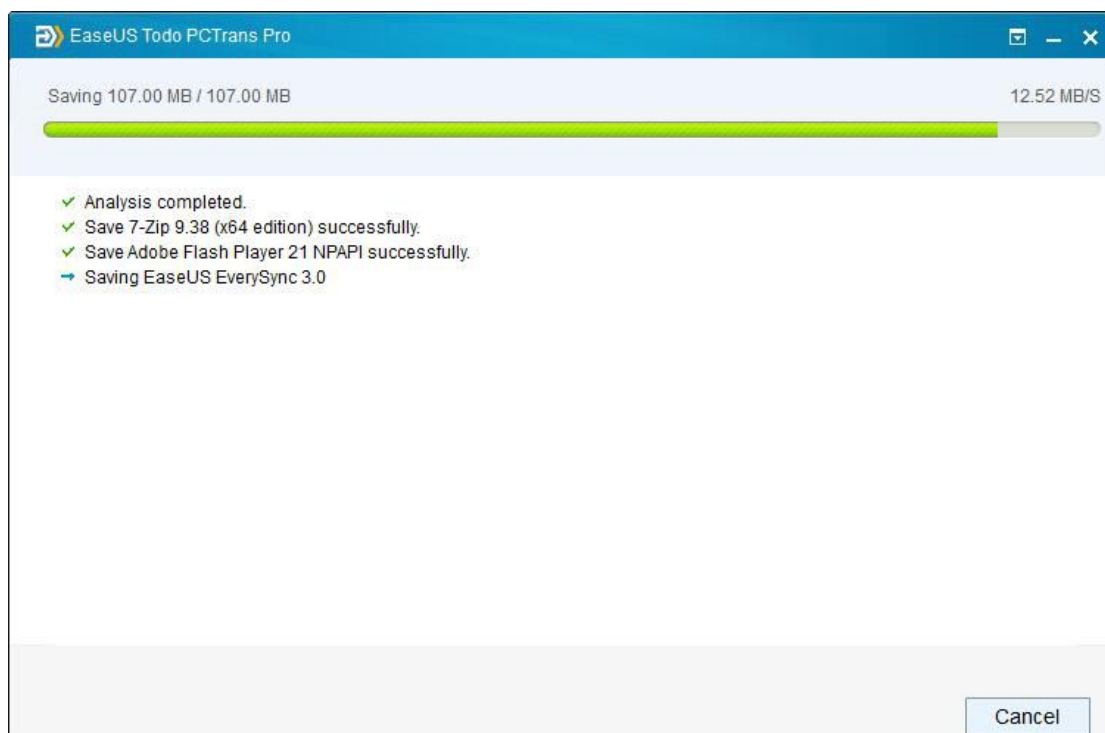 EaseUS Todo PCTrans Pro
Saving 107.00 MB / 107.00 MB 12.52 MB/S
Analysis completed.
Save 7-Zip 9.38 (x64 edition) successfully.
Save Adobe Flash Player 21 NPAPI successfully.
Saving EaseUS EverySync 3.0
Cancel